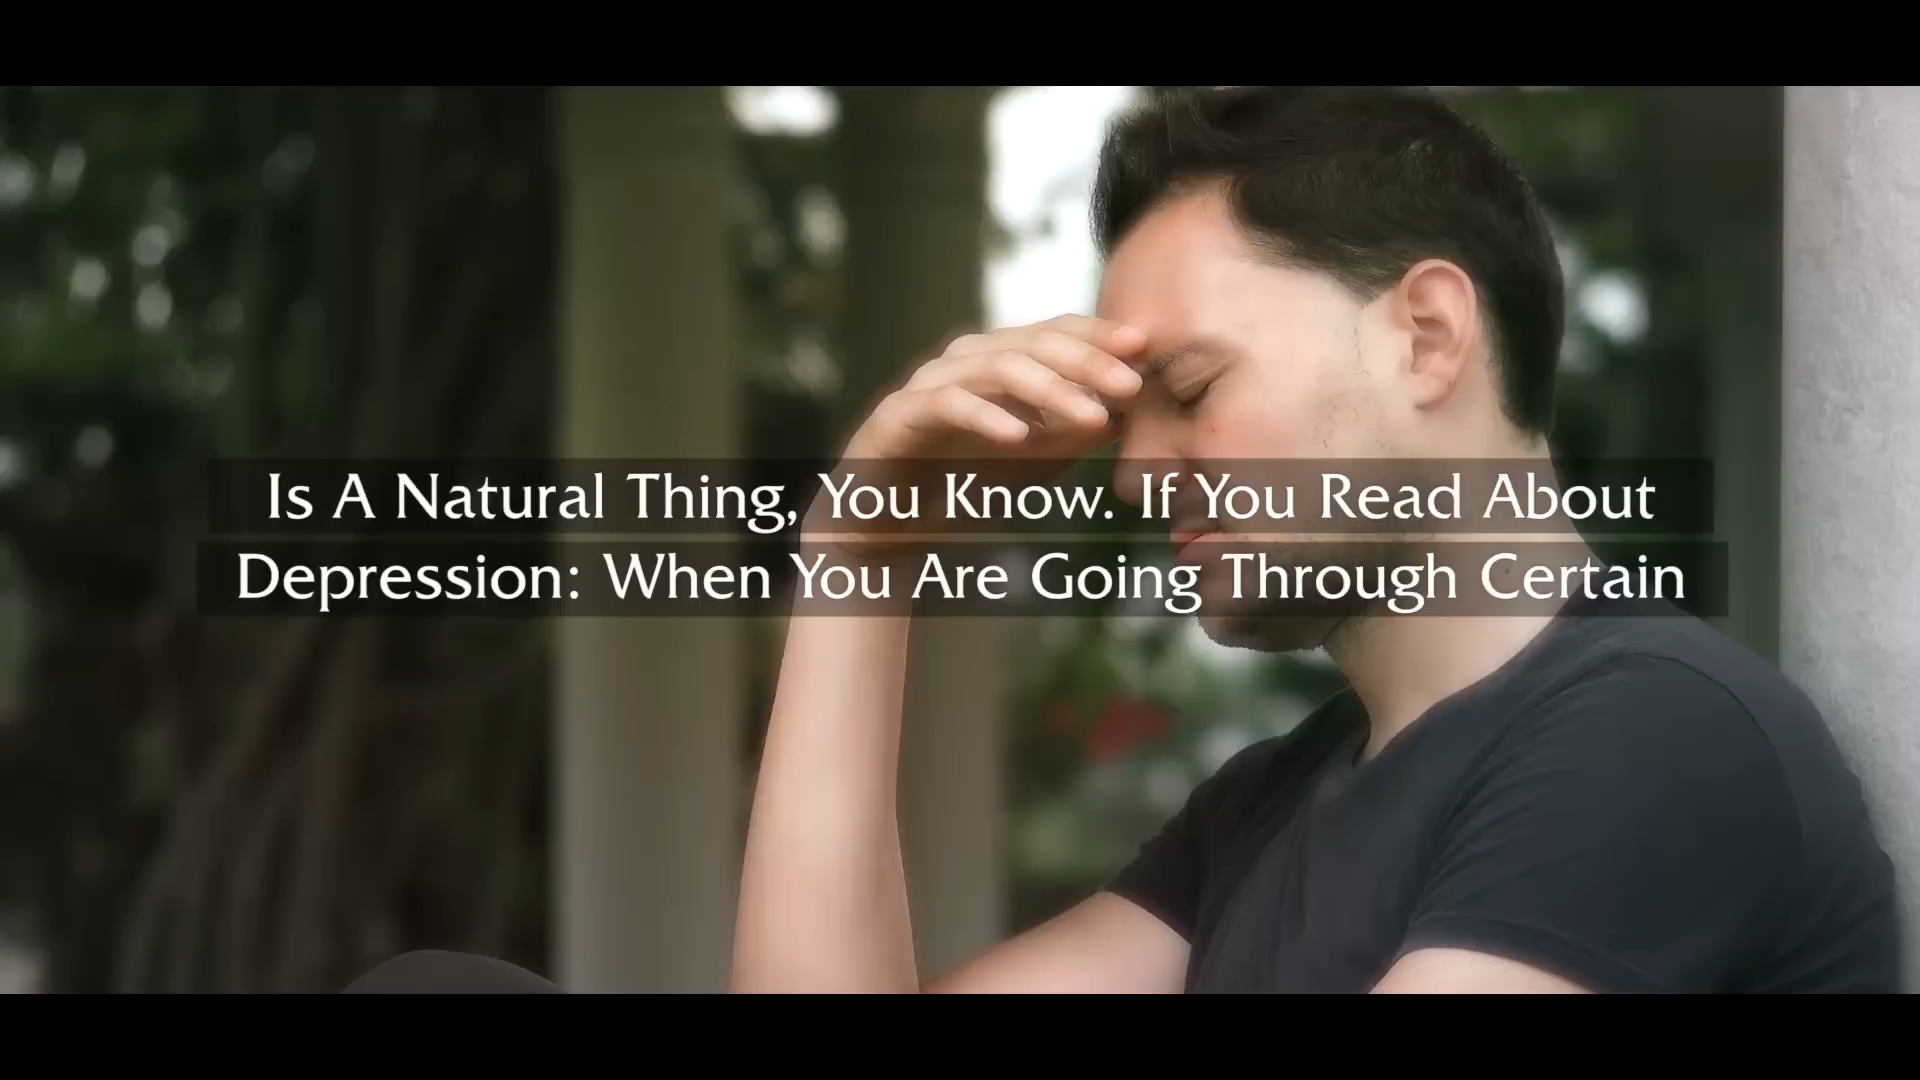 Is A Natural Thing, You Know. If You Read About
Depression: When You Are Going Through Certain